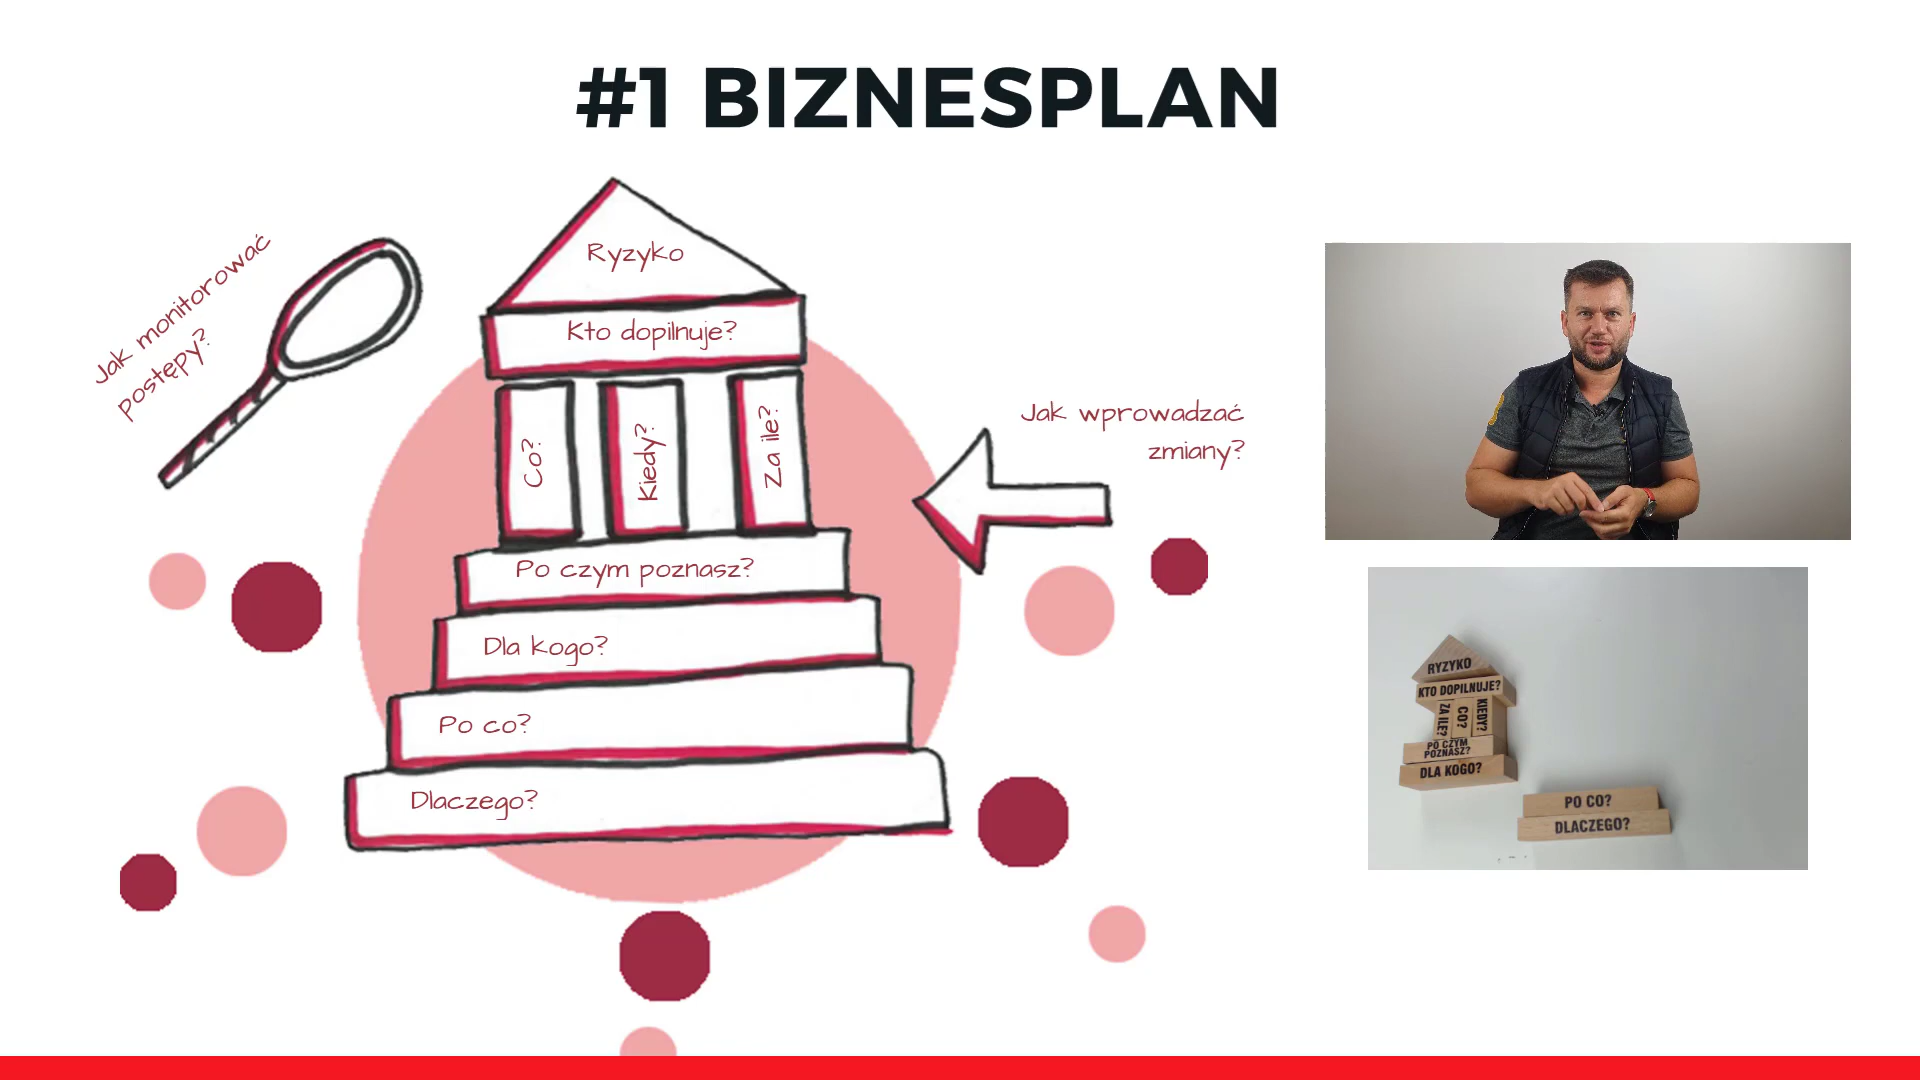 #1 BIZNESPLAN
Jak monitorować
postępy?
Ryzyko
Kto dopilnuje?
Co?
Kiedy?
Za ile?
Po czym poznasz?
Dla kogo?
Po co?
Dlaczego?
Jak wprowadzać
zmiany?
RYZYKO
KTO DOPILNUJE?
ZA ILE?
CO?
KIEDY?
PO CZYM
POZNASZ?
DLA KOGO?
PO CO?
DLACZEGO?